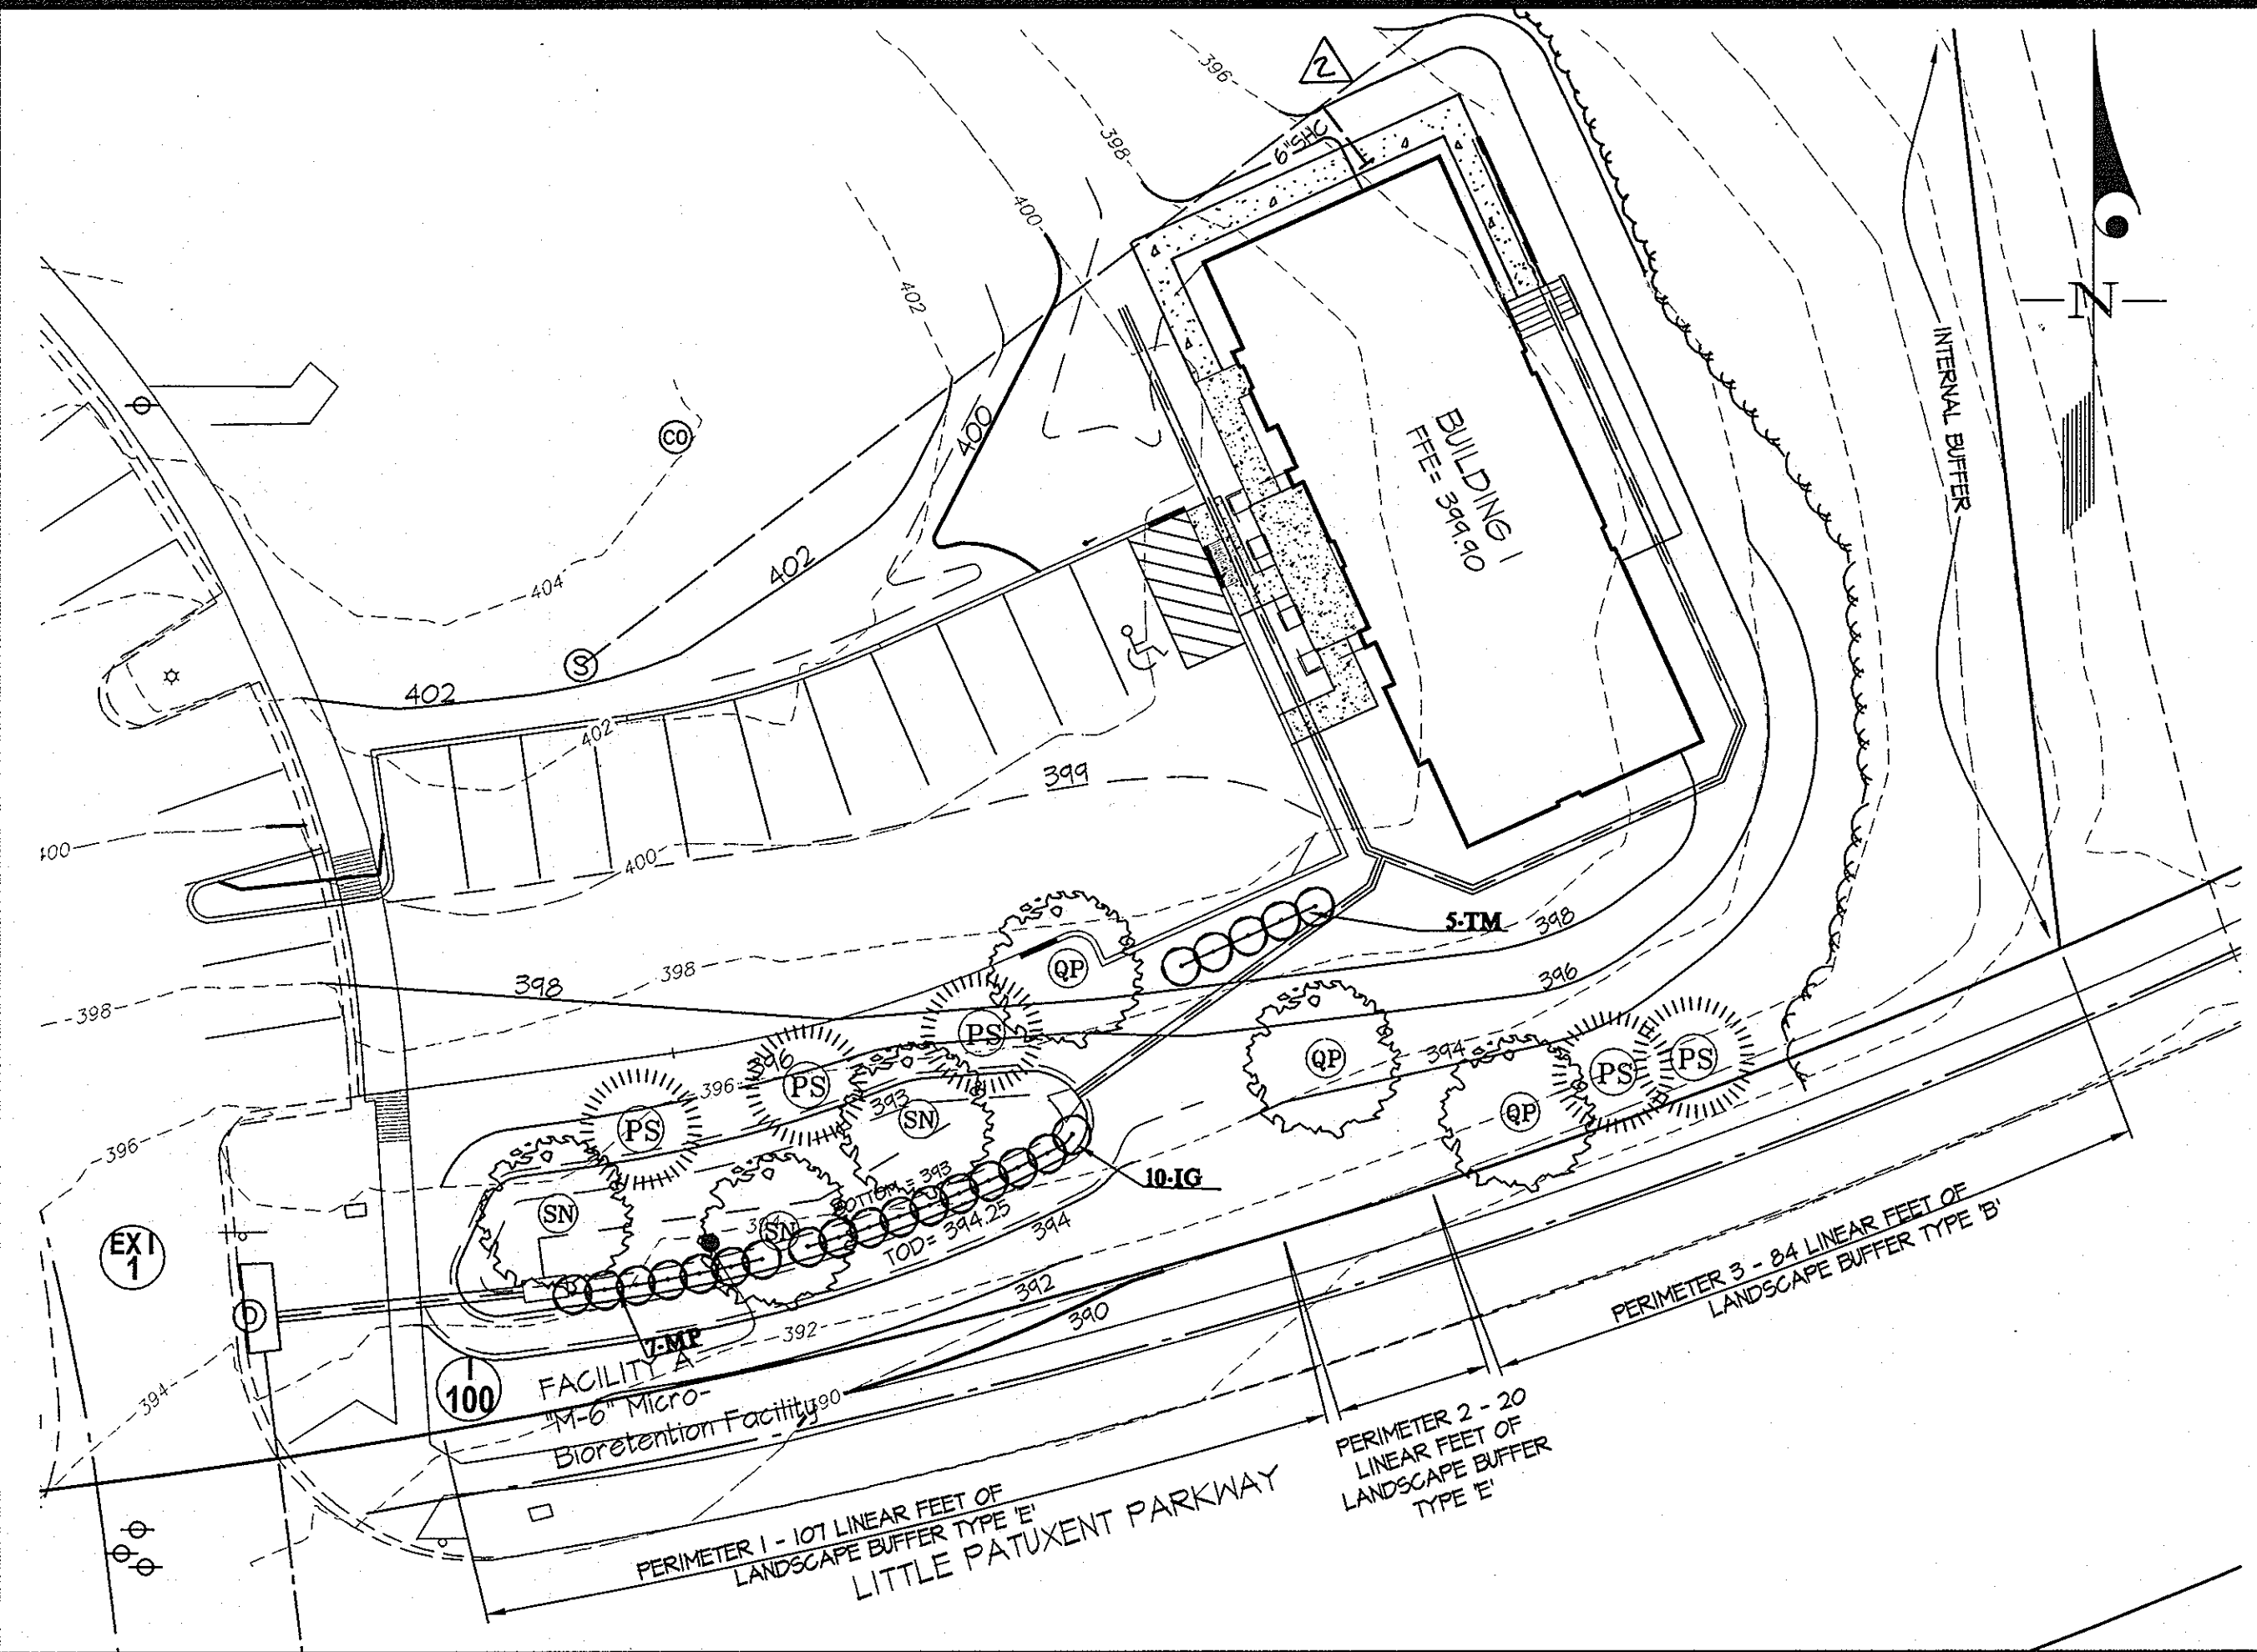 2
396
398
6"SHC
400
402
N
INTERNAL BUFFER
CO
400
BUILDING 1
FFE= 399.90
404
402
S
402
402
399
400
400
5-TM
398
QP
398
398
396
398
PS
396
PS
396
393
SN
PS
QP
394
PS
PS
QP
396
10-IG
SN
BOTTOM = 393
394
SN
TOD= 394.25
394
EX I
1
D
392
390
392
7-MP
394
I
100
FACILITY A
"M-6" Micro-
Bioretention Facility
390
PERIMETER 3 - 84 LINEAR FEET OF
LANDSCAPE BUFFER TYPE 'B'
PERIMETER 2 - 20
LINEAR FEET OF
LANDSCAPE BUFFER
TYPE 'E'
PERIMETER 1 - 107 LINEAR FEET OF
LANDSCAPE BUFFER TYPE 'E'
LITTLE PATUXENT PARKWAY